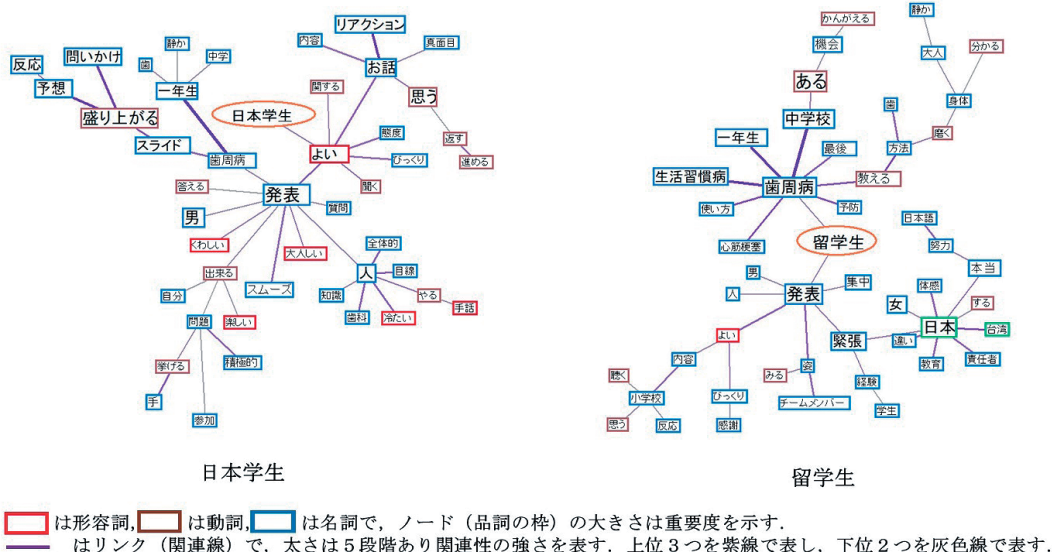 リアクション
静か
内容
真面目
反応
問いかけ
歯
中学
お話
予想
一年生
関する
思う
盛り上がる
日本学生
スライド
態度
返す
歯周病
よい
びっくり
進める
答える
発表
聞く
男
質問
くわしい
大人しい
全体的
出来る
人
目線
自分
スムーズ
知識
やる
手話
問題
楽しい
歯科
冷たい
挙げる
積極的
手
参加
日本学生
静か
かんがえる
機会
大人
分かる
ある
身体
中学校
歯
一年生
磨く
最後
方法
生活習慣病
歯周病
教える
使い方
予防
日本語
心筋梗塞
留学生
努力
本当
男
集中
体感
人
発表
女
する
日本
台湾
よい
緊張
違い
内容
教育
責任者
聴く
みる
姿
経験
小学校
びっくり
チームメンバー
学生
思う
反応
感謝
留学生
は形容詞, は動詞, は名詞で，ノード（品詞の枠）の大きさは重要度を示す．
はリンク（関連線）で，太さは５段階あり関連性の強さを表す．上位３つを紫線で表し，下位２つを灰色線で表す．